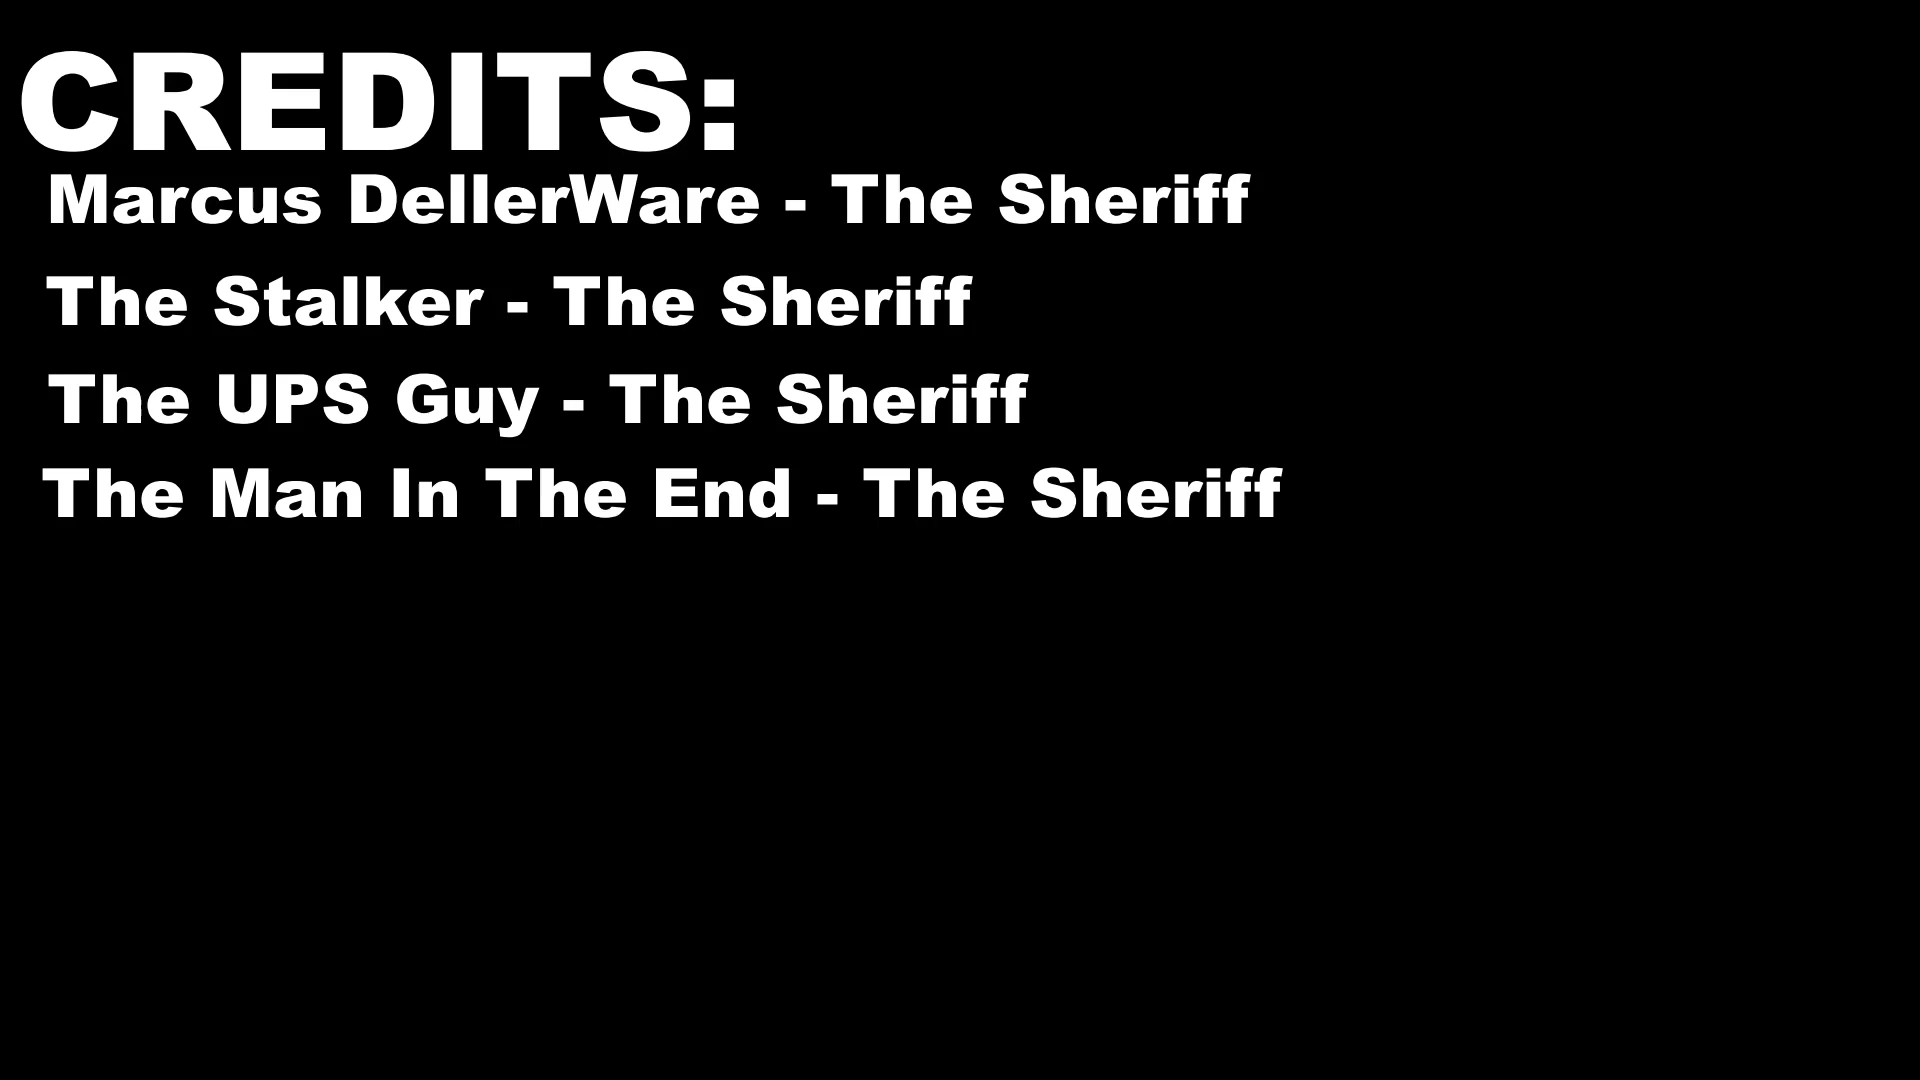 CREDITS:
Marcus DellerWare - The Sheriff
The Stalker - The Sheriff
The UPS Guy - The Sheriff
The Man In The End - The Sheriff